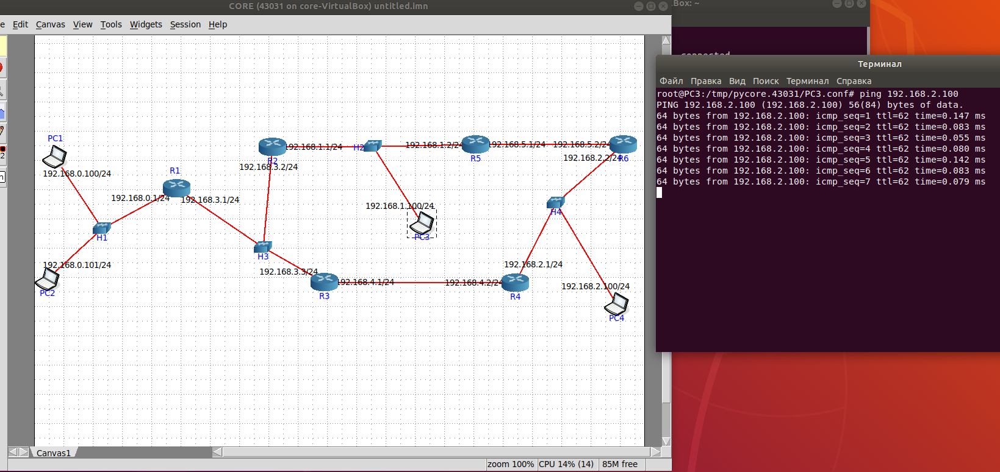 CORE (43031 on core-VirtualBox) untitled.imn
Box: ~
e Edit Canvas View Tools Widgets Session Help
connected
Терминал
Файл Правка Вид Поиск Терминал Справка
root@PC3:/tmp/pycore.43031/PC3.conf# ping 192.168.2.100
PING 192.168.2.100 (192.168.2.100) 56(84) bytes of data.
64 bytes from 192.168.2.100: icmp_seq=1 ttl=62 time=0.147 ms
64 bytes from 192.168.2.100: icmp_seq=2 ttl=62 time=0.083 ms
64 bytes from 192.168.2.100: icmp_seq=3 ttl=62 time=0.055 ms
64 bytes from 192.168.2.100: icmp_seq=4 ttl=62 time=0.080 ms
64 bytes from 192.168.2.100: icmp_seq=5 ttl=62 time=0.142 ms
64 bytes from 192.168.2.100: icmp_seq=6 ttl=62 time=0.083 ms
64 bytes from 192.168.2.100: icmp_seq=7 ttl=62 time=0.079 ms
PC1
192.168.0.100/24
R1
192.168.0.1/24
192.168.3.1/24
H1
192.168.0.101/24
PC2
R2
192.168.1.1/24
192.168.3.2/24
H2
192.168.1.2/24
R5
192.168.5.1/24
192.168.5.2/24
192.168.2.2/24
R6
192.168.1.100/24
PC3
H4
H3
192.168.3.3/24
R3
192.168.4.1/24
192.168.4.2/24
192.168.2.1/24
R4
192.168.2.100/24
PC4
2
Canvas1
zoom 100%
CPU 14% (14)
85M free